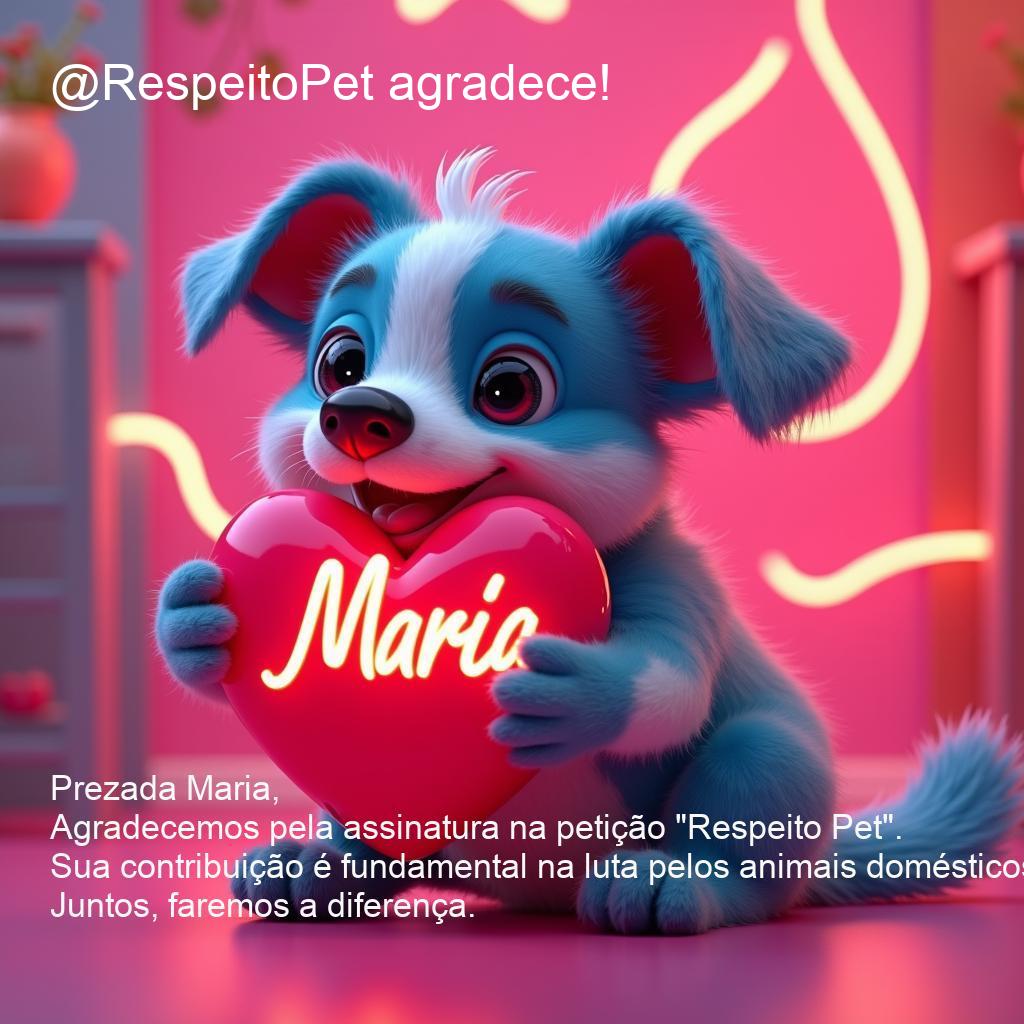 @RespeitoPet agradece!
Maria
Prezada Maria,
Agradecemos pela assinatura na petição "Respeito Pet".
Sua contribuição é fundamental na luta pelos animais domésticos
Juntos, faremos a diferença.